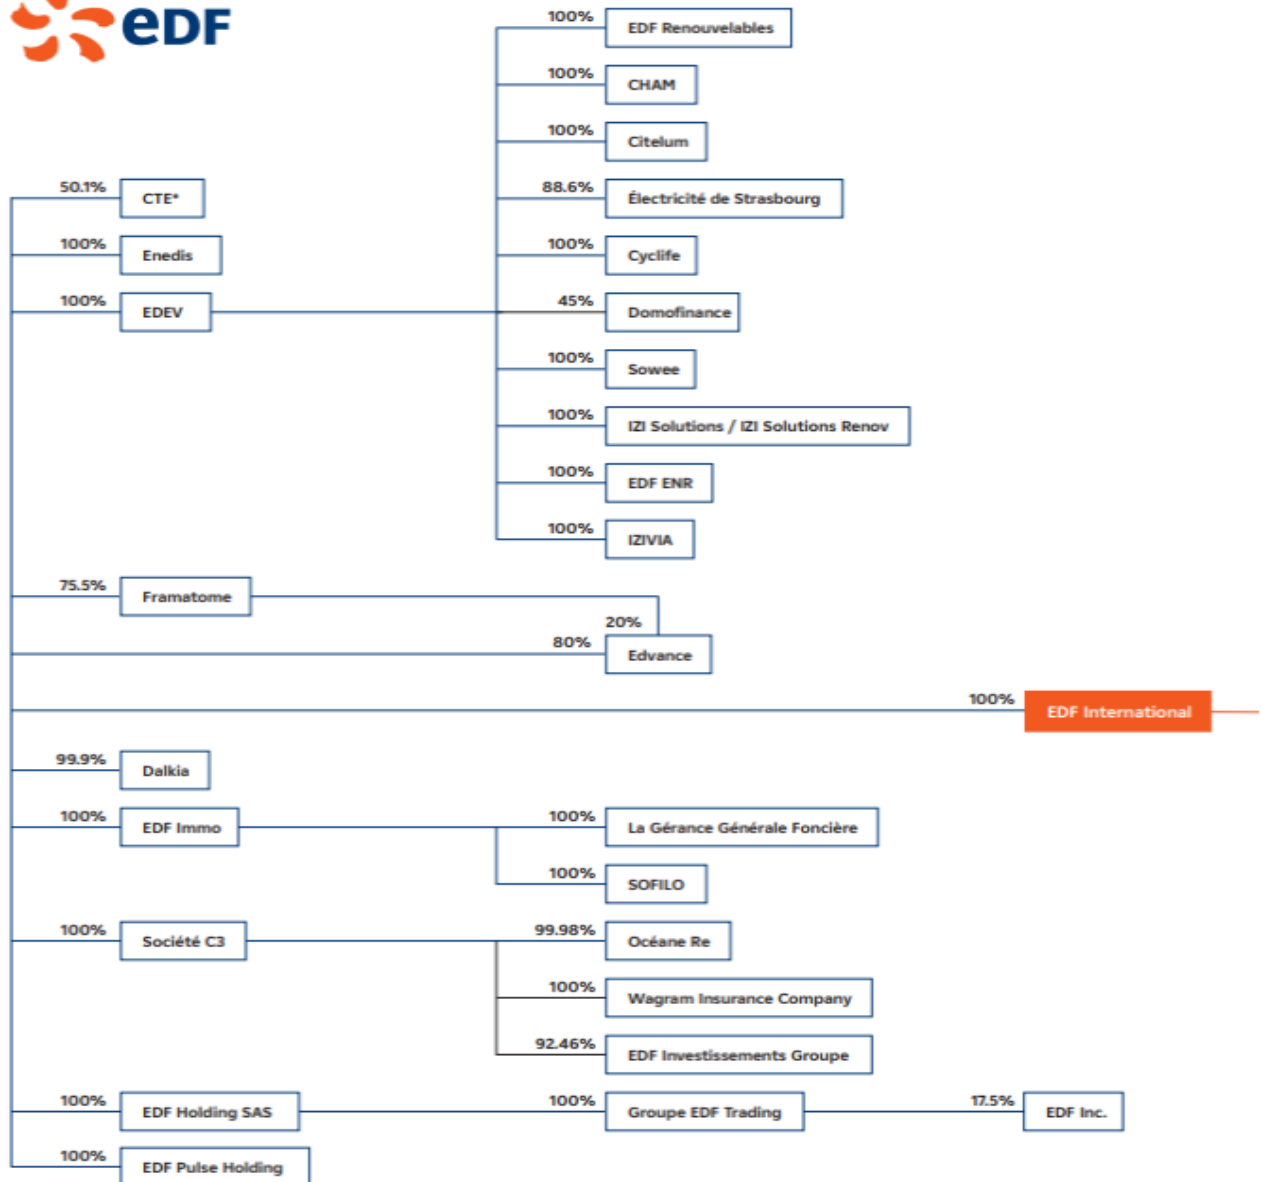 eDF
100% EDF Renouvelables
100% CHAM
100% Citelum
50.1% CTE* 88.6% Électricité de Strasbourg
100% Enedis 100% Cyclife
100% EDEV 45% Domofinance
100% Sowee
100% IZI Solutions / IZI Solutions Renov
100% EDF ENR
100% IZIVIA
75.5% Framatome
20%
80% Edvance
100% EDF International
99.9% Dalkia
100% EDF Immo 100% La Gérance Générale Foncière
100% SOFILO
100% Société C3 99.98% Océane Re
100% Wagram Insurance Company
92.46% EDF Investissements Groupe
100% EDF Holding SAS 100% Groupe EDF Trading 17.5% EDF Inc.
100% EDF Pulse Holding